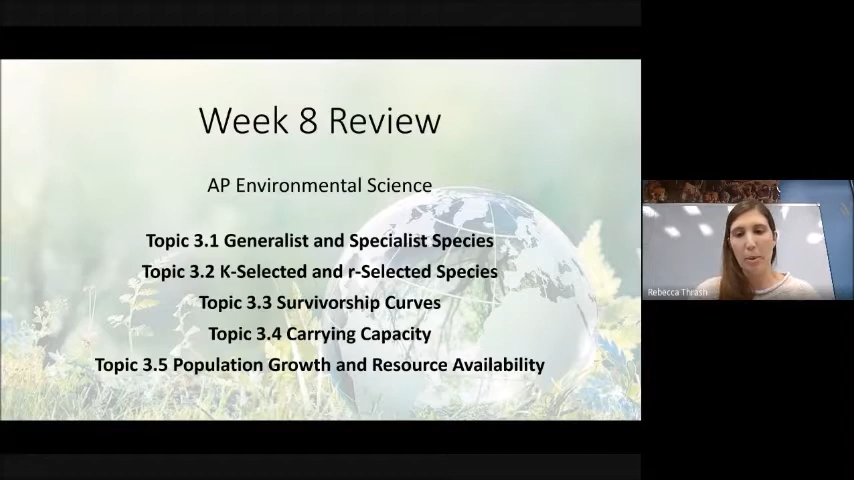 Week 8 Review
AP Environmental Science
Topic 3.1 Generalist and Specialist Species
Topic 3.2 K-Selected and r-Selected Species
Topic 3.3 Survivorship Curves
Topic 3.4 Carrying Capacity
Topic 3.5 Population Growth and Resource Availability
Rebecca Thrash